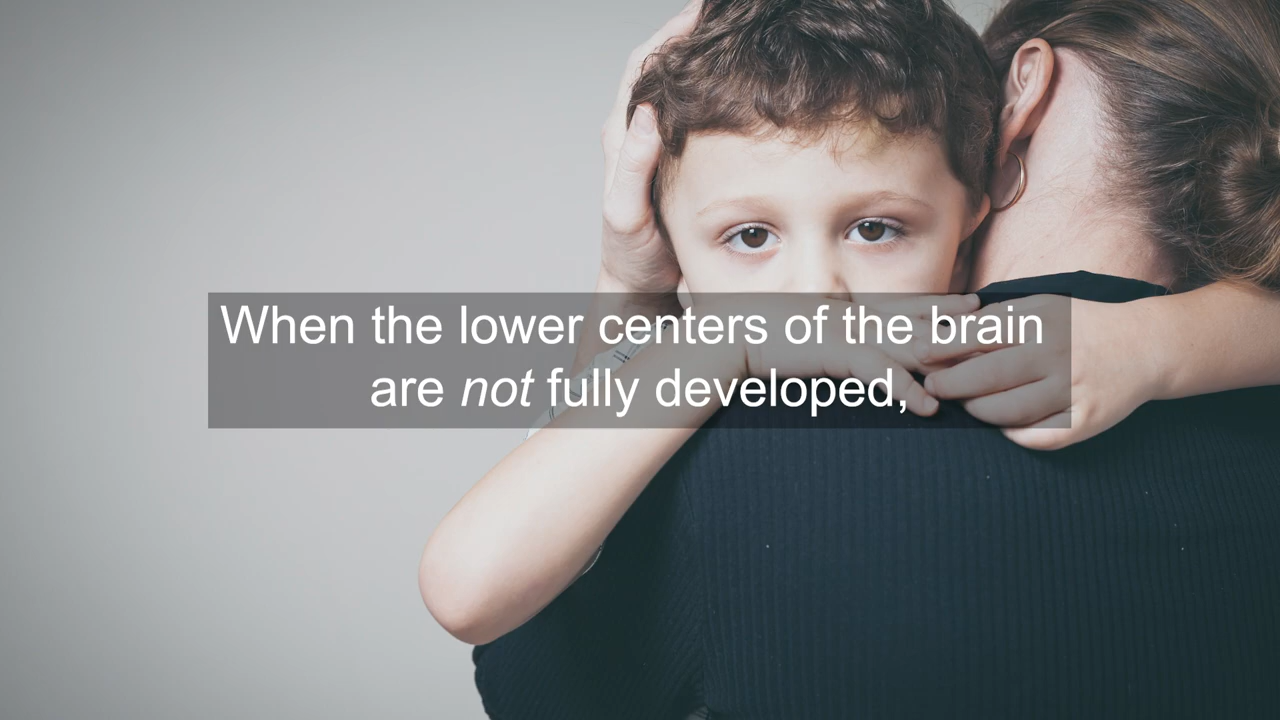 When the lower centers of the brain
are not fully developed,